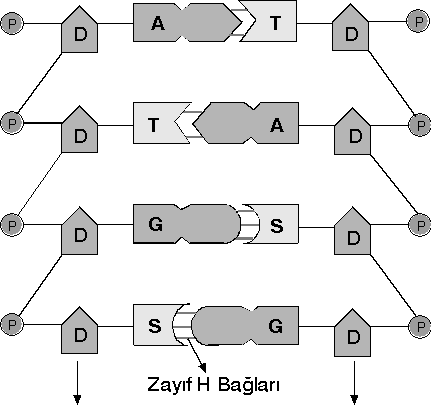 P D A T D P
P D T A D P
P D G S D P
P D S G D P
Zayıf H Bağları